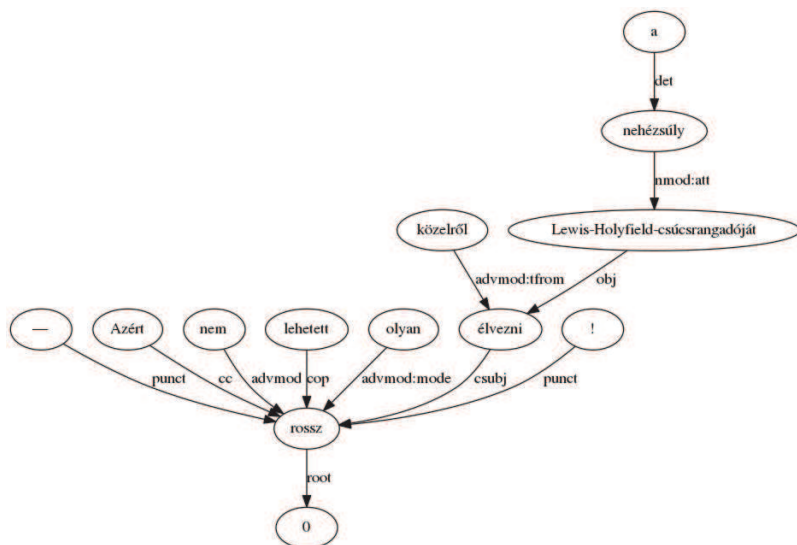 a
det
nehézsúly
nmod:att
közelről Lewis-Holyfield-csúcsrangadóját
advmod:tfrom obj
— Azért nem lehetett olyan élvezni !
punct cc advmod cop advmod:mode csubj punct
rossz
root
0